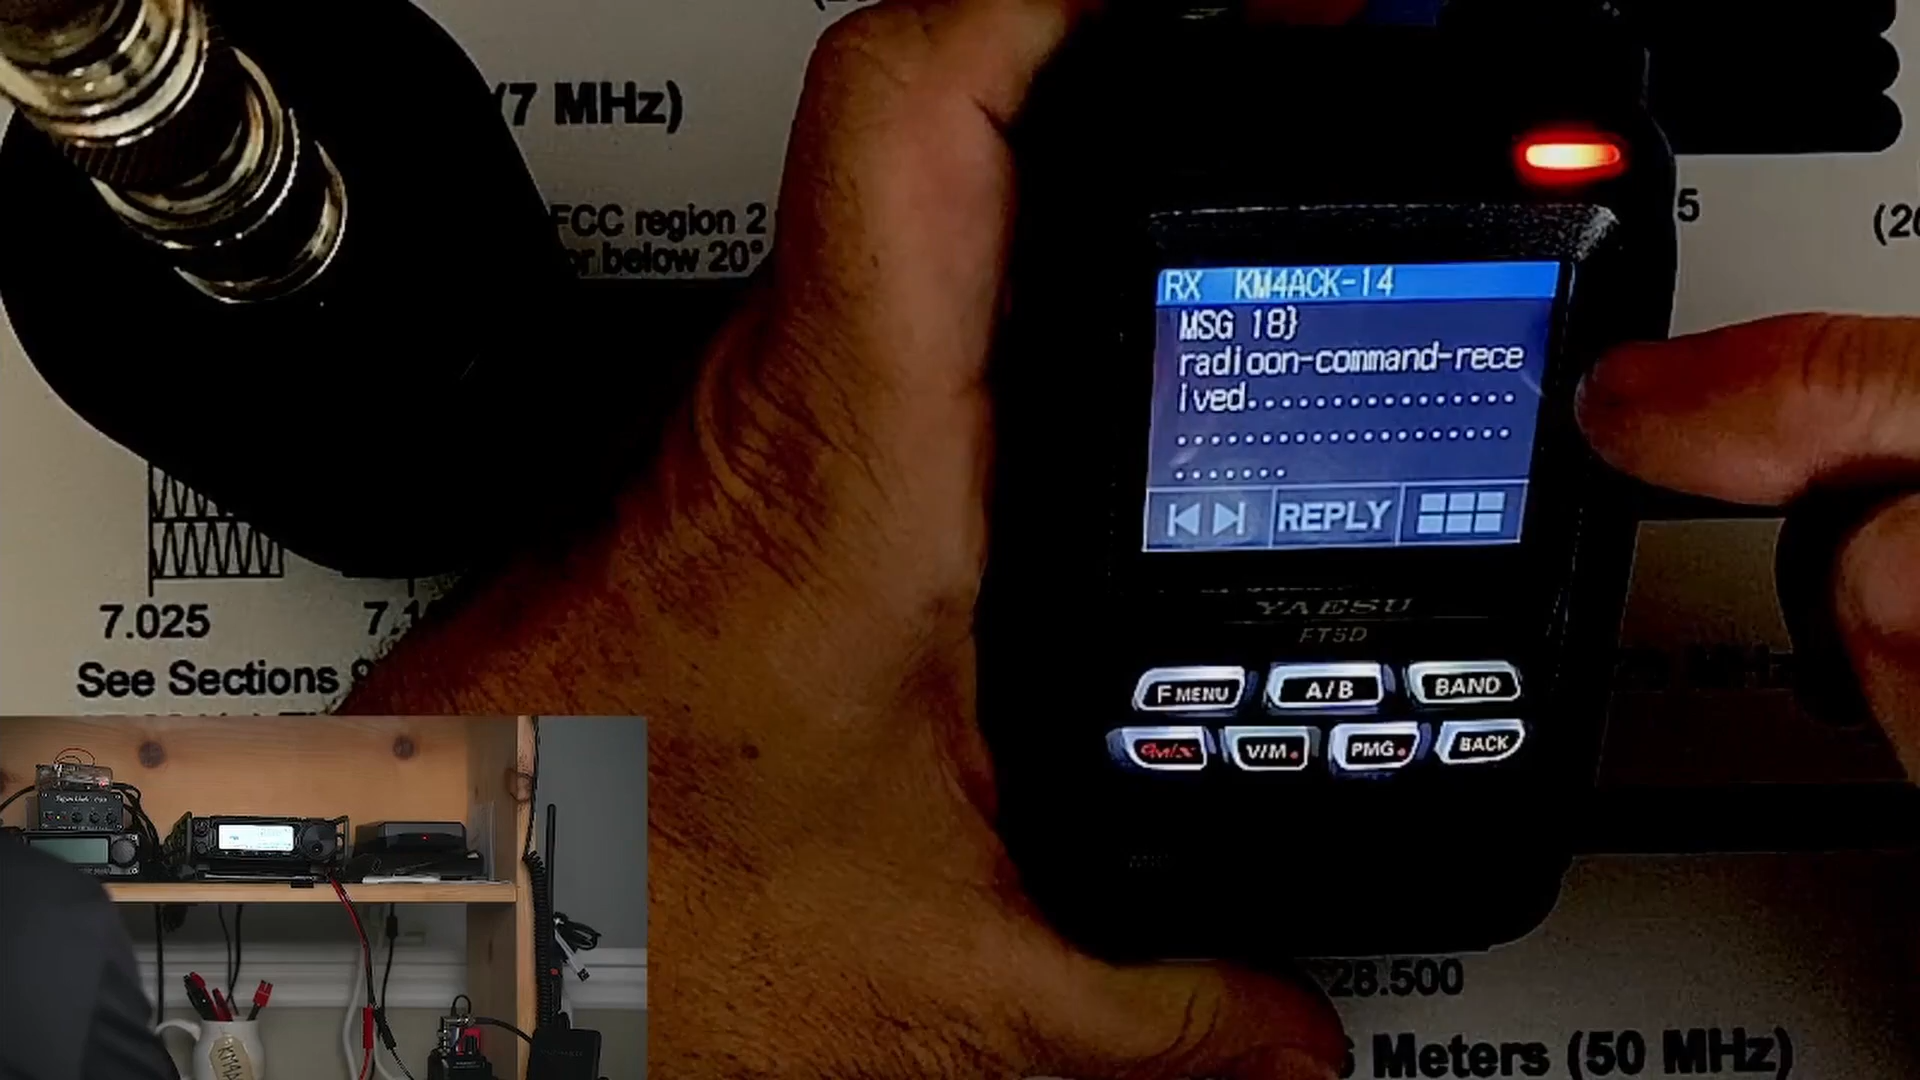 (7 MHz)
FCC region 2
or below 20°
7.025
See Sections
5
RX KM4ACK-14
MSG 18}
radioon-command-rece
ived................
....................
.......
REPLY
YAESU
FT5D
F MENU
A/B
BAND
V/M
PMG
BACK
28.500
Meters (50 MHz)